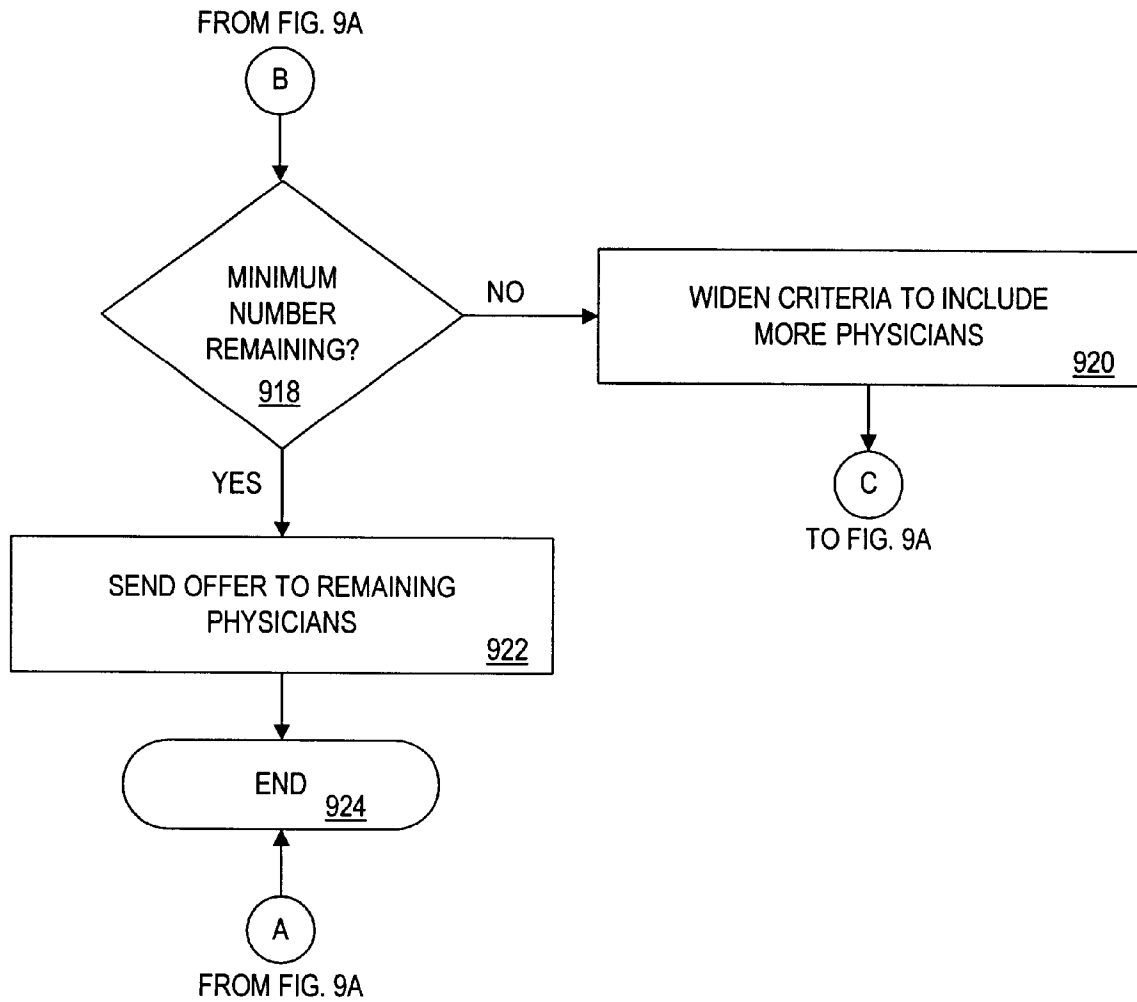 FROM FIG. 9A
B
MINIMUM
NUMBER
REMAINING?
918
NO
WIDEN CRITERIA TO INCLUDE
MORE PHYSICIANS
920
C
TO FIG. 9A
YES
SEND OFFER TO REMAINING
PHYSICIANS
922
END
924
A
FROM FIG. 9A